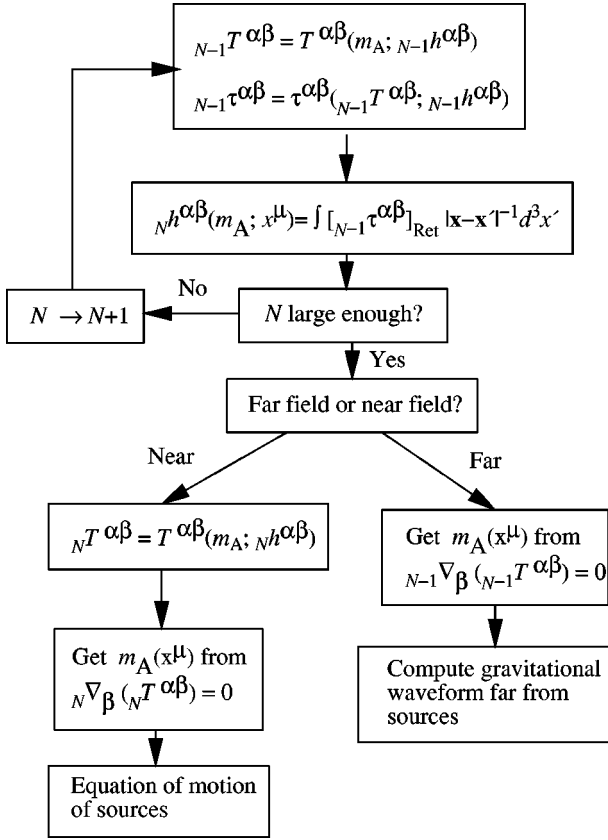 N−1T αβ = T αβ(mA; N−1hαβ)
N−1ταβ = ταβ(N−1T αβ; N−1hαβ)
Nhαβ(mA; xμ)= ∫ [N−1ταβ]Ret |x–x´|−1d3x´
No
N → N+1
N large enough?
Yes
Far field or near field?
Near
Far
NT αβ = T αβ(mA; Nhαβ)
Get mA(xμ) from
N−1∇β (N−1T αβ) = 0
Get mA(xμ) from
N∇β (NT αβ) = 0
Compute gravitational
waveform far from
sources
Equation of motion
of sources